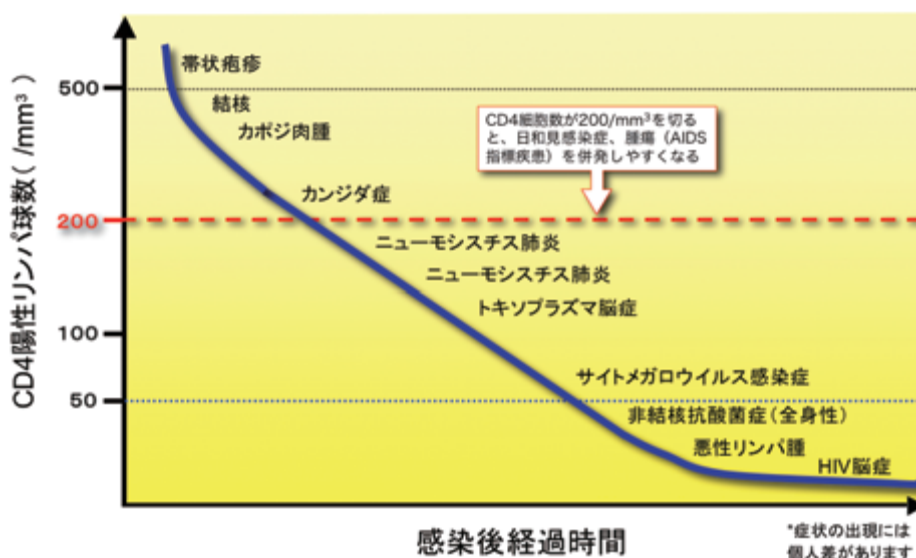 帯状疱疹
500
結核
カポジ肉腫
CD4細胞数が200/mm³を切る
と、日和見感染症、腫瘍（AIDS
指標疾患）を併発しやすくなる
カンジダ症
200
ニューモシスチス肺炎
ニューモシスチス肺炎
トキソプラズマ脳症
100
サイトメガロウイルス感染症
50
非結核抗酸菌症（全身性）
悪性リンパ腫
HIV脳症
CD4陽性リンパ球数（/mm³）
感染後経過時間
*症状の出現には
個人差があります